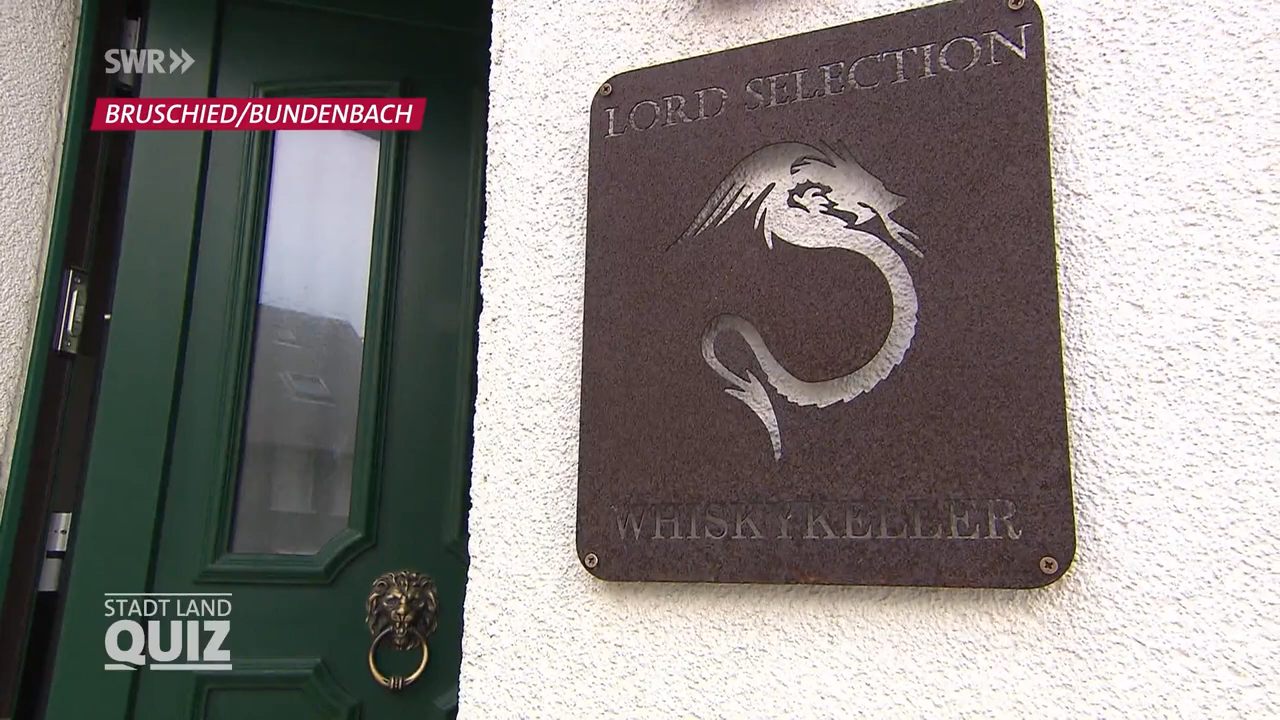 SWR
BRUSCHIED/BUNDENBACH
LORD SELECTION
WHISKYKELLER
STADT LAND
QUIZ